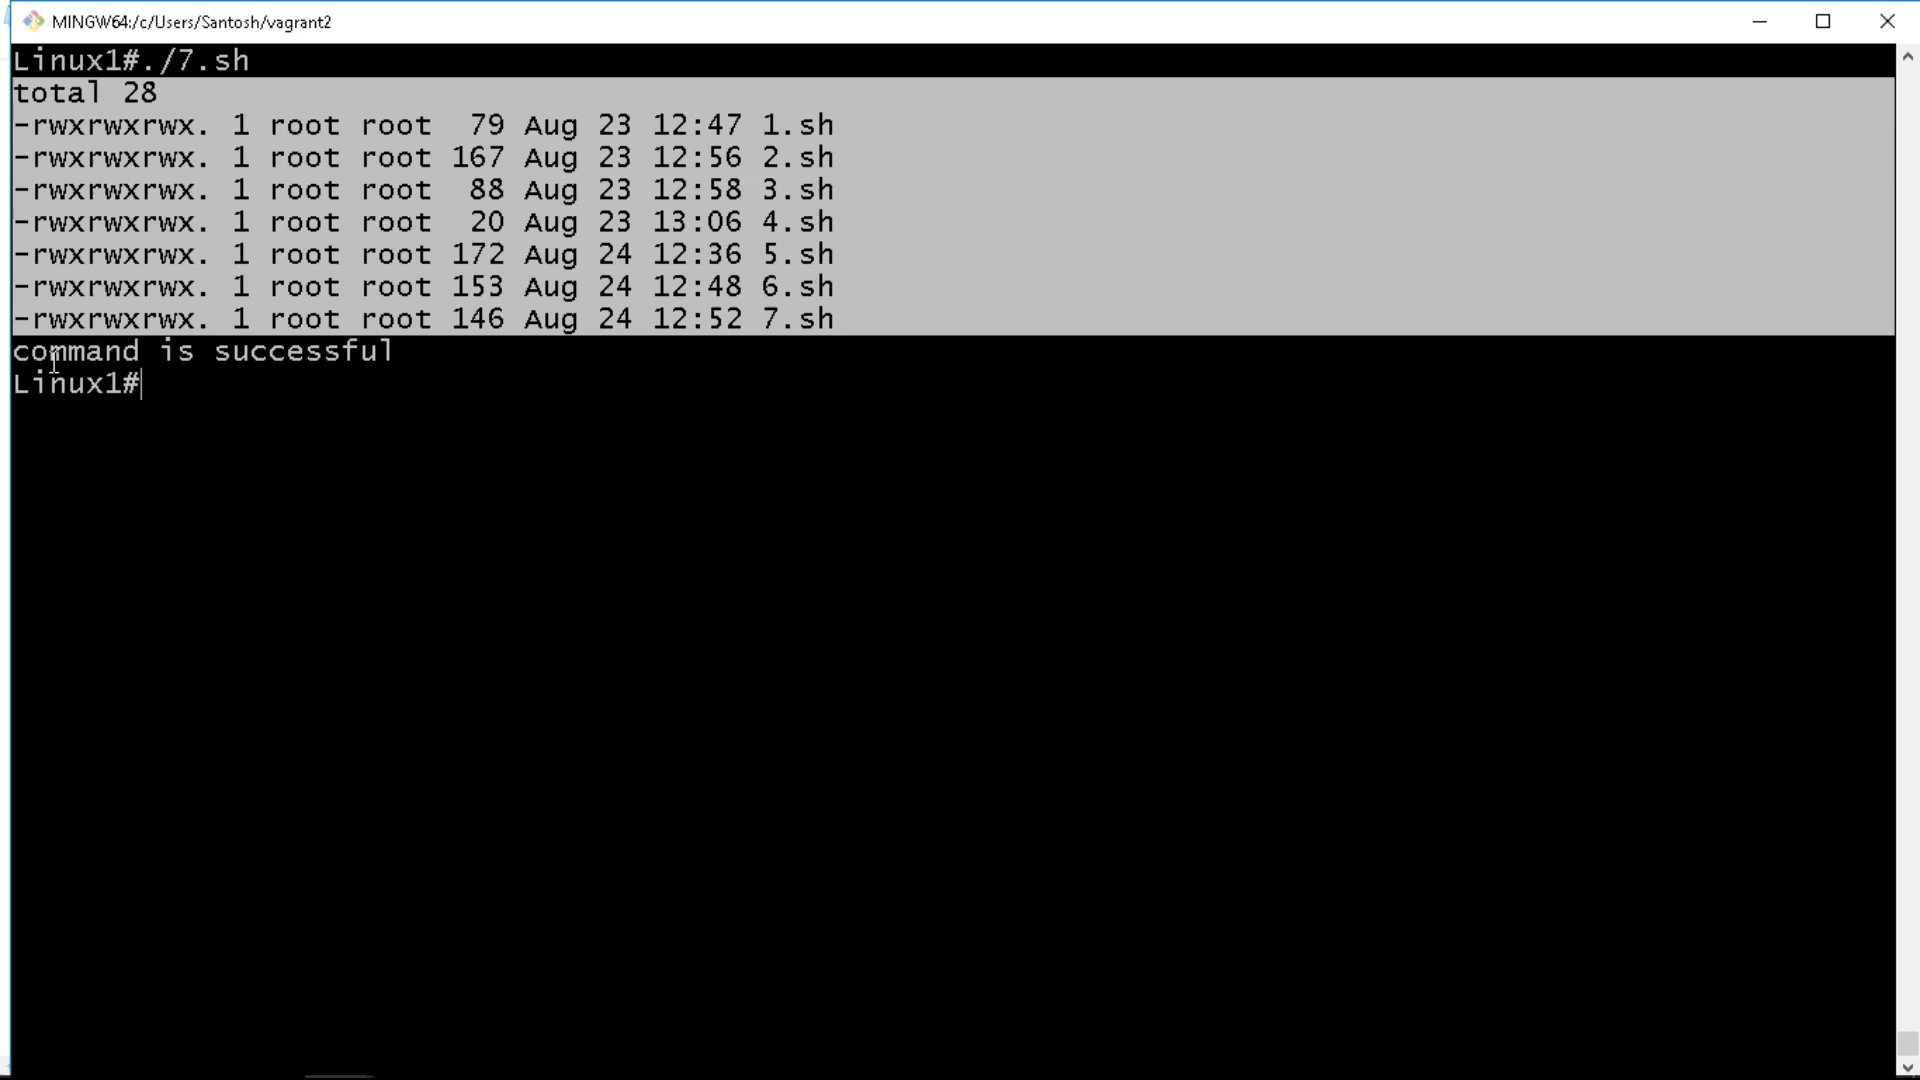 MINGW64:/c/Users/Santosh/vagrant2
Linux1#./7.sh
total 28
-rwxrwxrwx. 1 root root  79 Aug 23 12:47 1.sh
-rwxrwxrwx. 1 root root 167 Aug 23 12:56 2.sh
-rwxrwxrwx. 1 root root  88 Aug 23 12:58 3.sh
-rwxrwxrwx. 1 root root  20 Aug 23 13:06 4.sh
-rwxrwxrwx. 1 root root 172 Aug 24 12:36 5.sh
-rwxrwxrwx. 1 root root 153 Aug 24 12:48 6.sh
-rwxrwxrwx. 1 root root 146 Aug 24 12:52 7.sh
command is successful
Linux1#